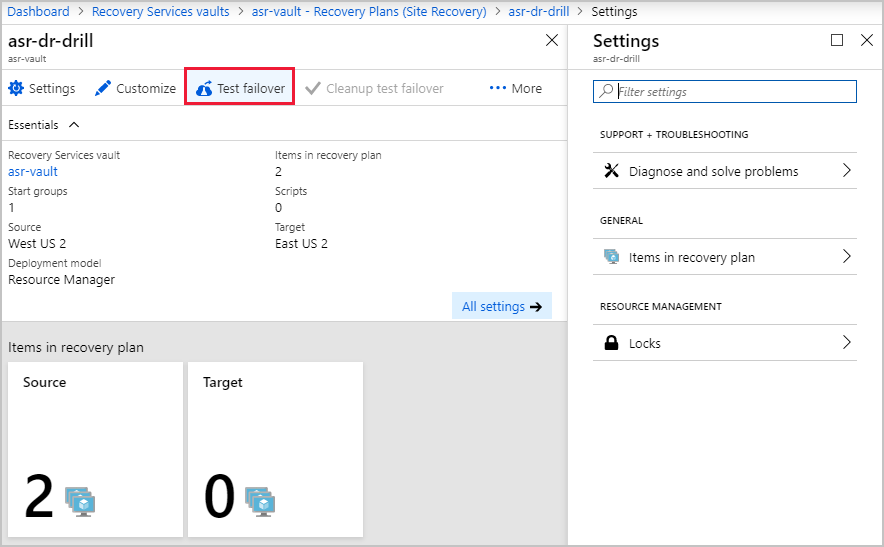 Dashboard > Recovery Services vaults > asr-vault - Recovery Plans (Site Recovery) > asr-dr-drill > Settings
asr-dr-drill
asr-vault
Settings Customize Test failover Cleanup test failover ··· More
Essentials
Recovery Services vault
asr-vault
Start groups
1
Source
West US 2
Deployment model
Resource Manager
Items in recovery plan
2
Scripts
0
Target
East US 2
All settings
Items in recovery plan
Source
2
Target
0
Settings
asr-dr-drill
Filter settings
SUPPORT + TROUBLESHOOTING
Diagnose and solve problems
GENERAL
Items in recovery plan
RESOURCE MANAGEMENT
Locks